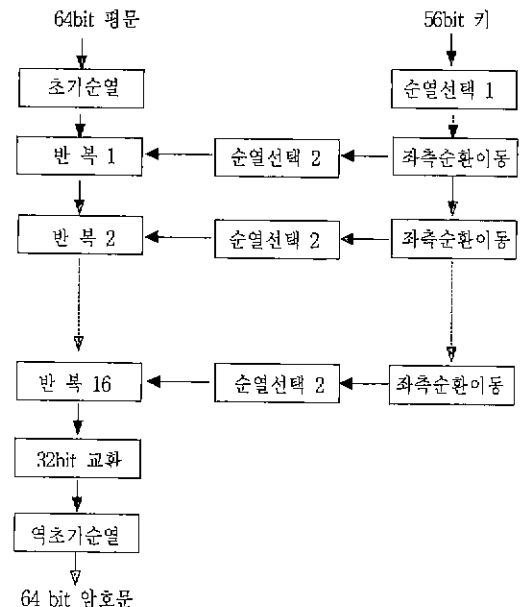 64bit 평문 56bit 키
초기순열 순열선택 1
반 복 1 순열선택 2 좌측순환이동
반 복 2 순열선택 2 좌측순환이동
반 복 16 순열선택 2 좌측순환이동
32bit 교환
역초기순열
64 bit 암호문